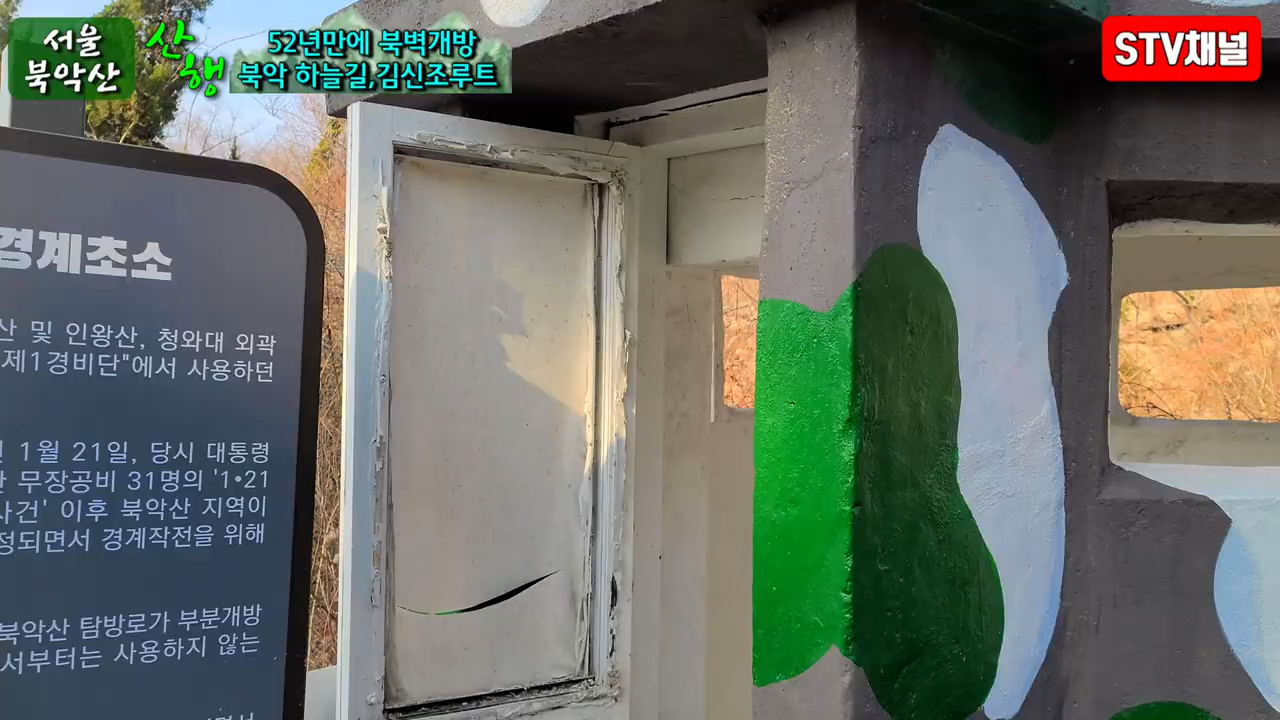 서울
북악산
산행
52년만에 북벽개방
북악 하늘길,김신조루트
STV채널
경계초소
산 및 인왕산, 청와대 외곽
제1경비단"에서 사용하던
1월 21일, 당시 대통령
무장공비 31명의 '1•21
사건' 이후 북악산 지역이
정되면서 경계작전을 위해
북악산 탐방로가 부분개방
서부터는 사용하지 않는